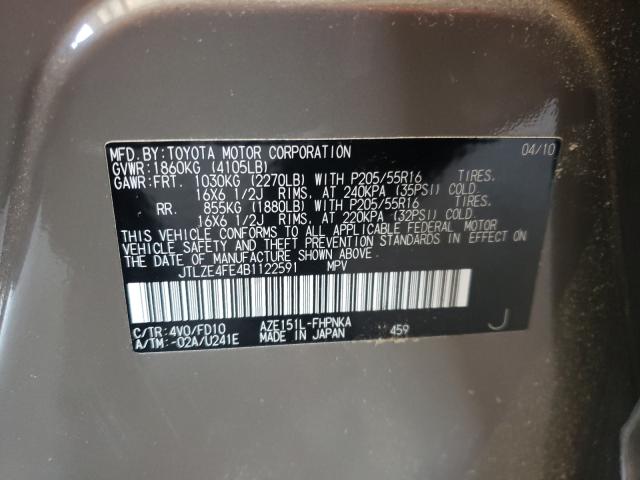 MFD. BY: TOYOTA MOTOR CORPORATION 04/10
GVWR: 1860KG (4105LB)
GAWR: FRT. 1030KG (2270LB) WITH P205/55R16 TIRES.
16X6 1/2J RIMS, AT 240KPA (35PSI) COLD.
RR. 855KG (1880LB) WITH P205/55R16 TIRES.
16X6 1/2J RIMS, AT 220KPA (32PSI) COLD.
THIS VEHICLE CONFORMS TO ALL APPLICABLE FEDERAL MOTOR
VEHICLE SAFETY AND THEFT PREVENTION STANDARDS IN EFFECT ON
THE DATE OF MANUFACTURE SHOWN ABOVE.
JTLZE4FE4B1122591 MPV
C/TR: 4V0/FD10 AZE151L-FHPNKA
A/TM: -02A/U241E MADE IN JAPAN 459 J